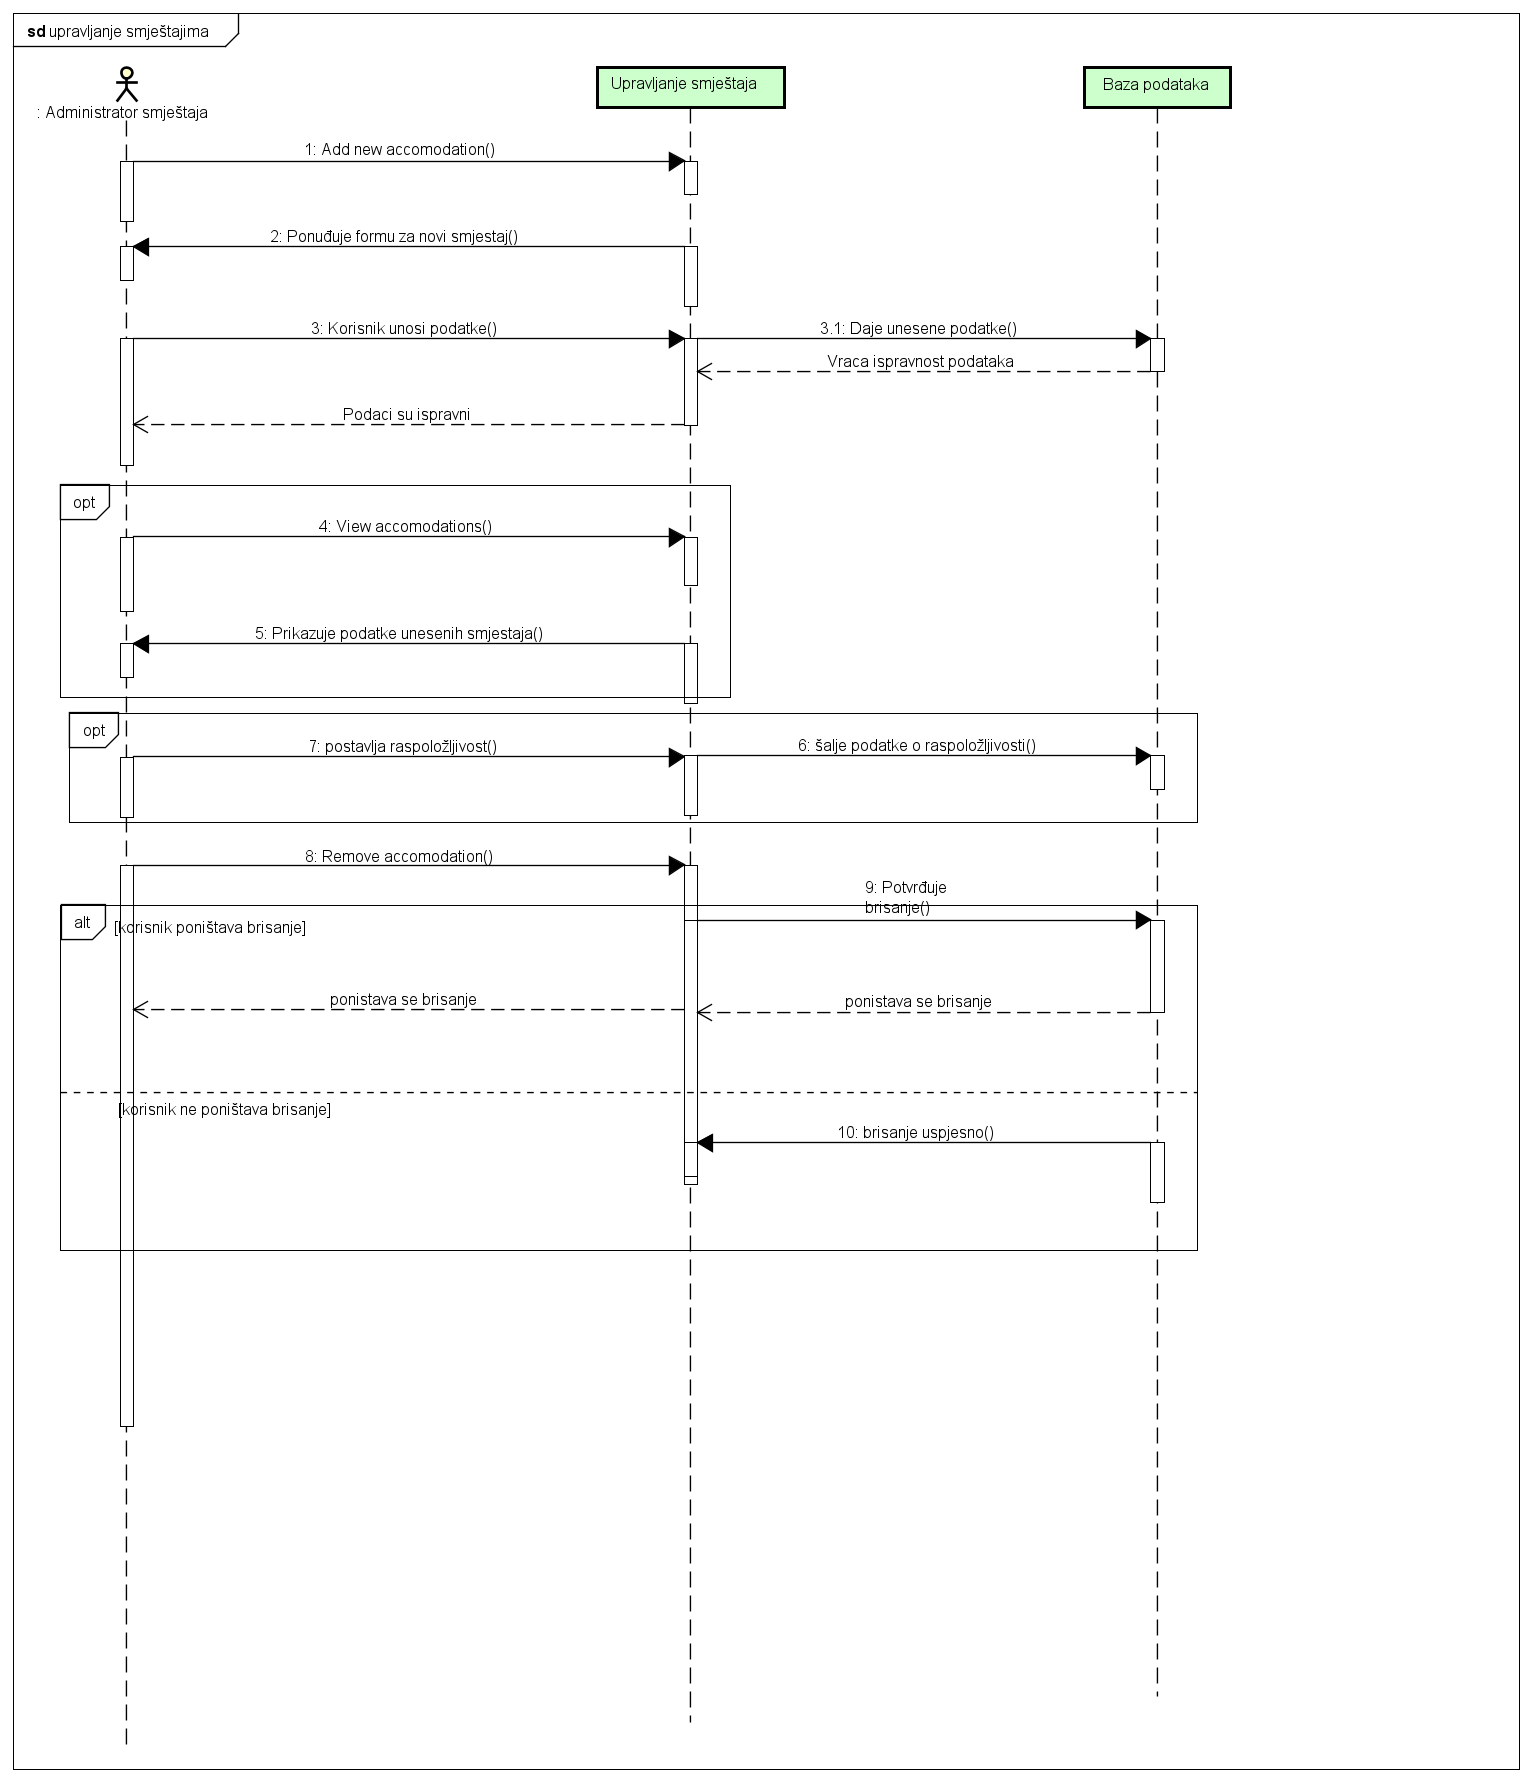 sd upravljanje smještajima
: Administrator smještaja
Upravljanje smještaja
Baza podataka
1: Add new accomodation()
2: Ponuđuje formu za novi smjestaj()
3: Korisnik unosi podatke()
3.1: Daje unesene podatke()
Vraca ispravnost podataka
Podaci su ispravni
opt
4: View accomodations()
5: Prikazuje podatke unesenih smjestaja()
opt
7: postavlja raspoložljivost()
6: šalje podatke o raspoložljivosti()
8: Remove accomodation()
9: Potvrđuje
brisanje()
alt
[korisnik poništava brisanje]
ponistava se brisanje
ponistava se brisanje
[korisnik ne poništava brisanje]
10: brisanje uspjesno()